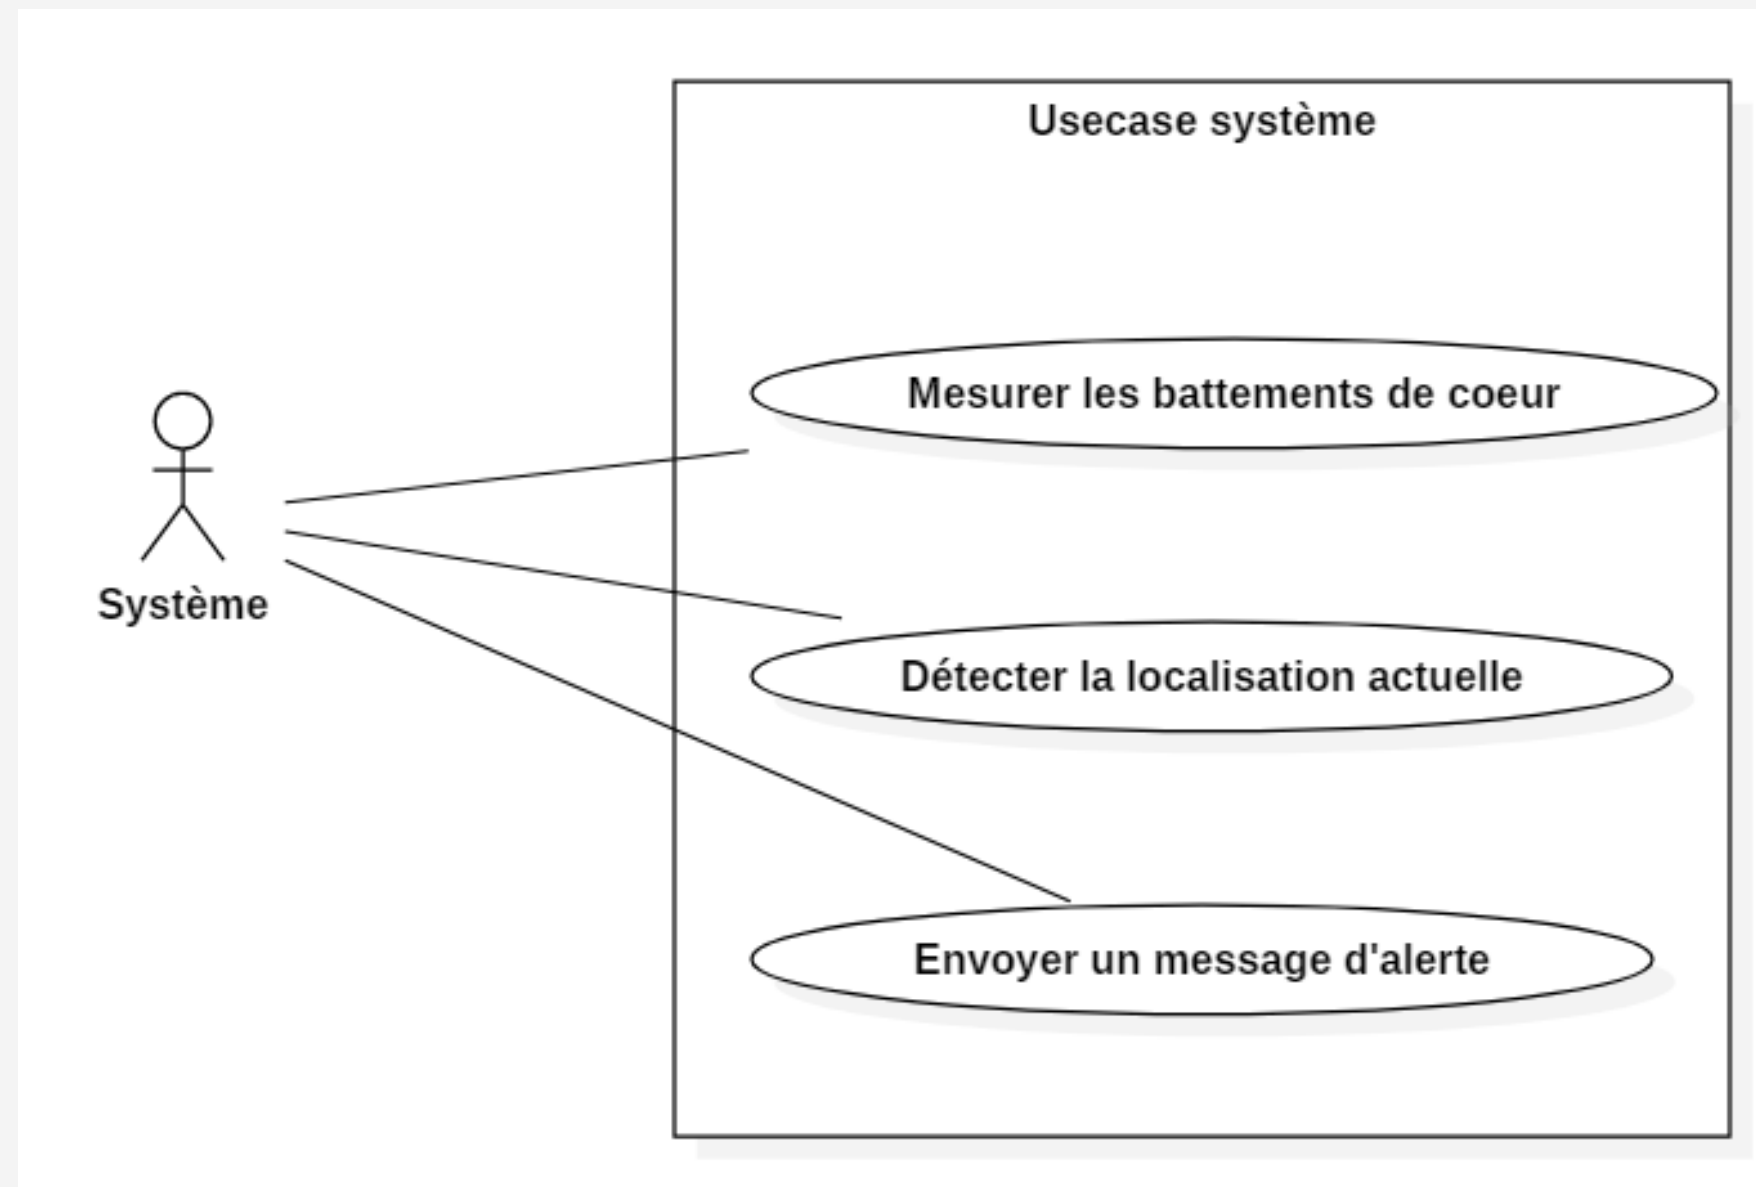 Usecase système
Mesurer les battements de coeur
Système
Détecter la localisation actuelle
Envoyer un message d'alerte